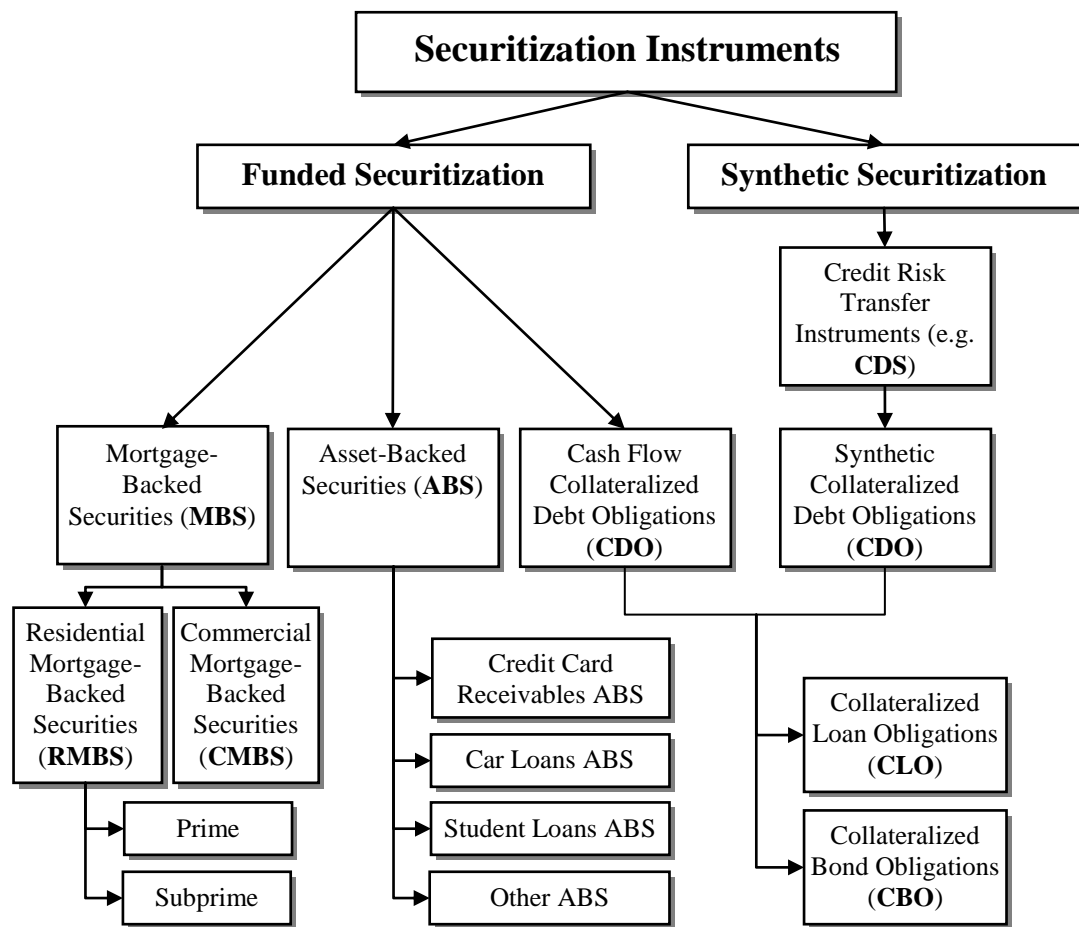 Securitization Instruments
Funded Securitization
Synthetic Securitization
Credit Risk
Transfer
Instruments (e.g.
CDS)
Mortgage-
Backed
Securities (MBS)
Asset-Backed
Securities (ABS)
Cash Flow
Collateralized
Debt Obligations
(CDO)
Synthetic
Collateralized
Debt Obligations
(CDO)
Residential
Mortgage-
Backed
Securities
(RMBS)
Commercial
Mortgage-
Backed
Securities
(CMBS)
Prime
Subprime
Credit Card
Receivables ABS
Car Loans ABS
Student Loans ABS
Other ABS
Collateralized
Loan Obligations
(CLO)
Collateralized
Bond Obligations
(CBO)